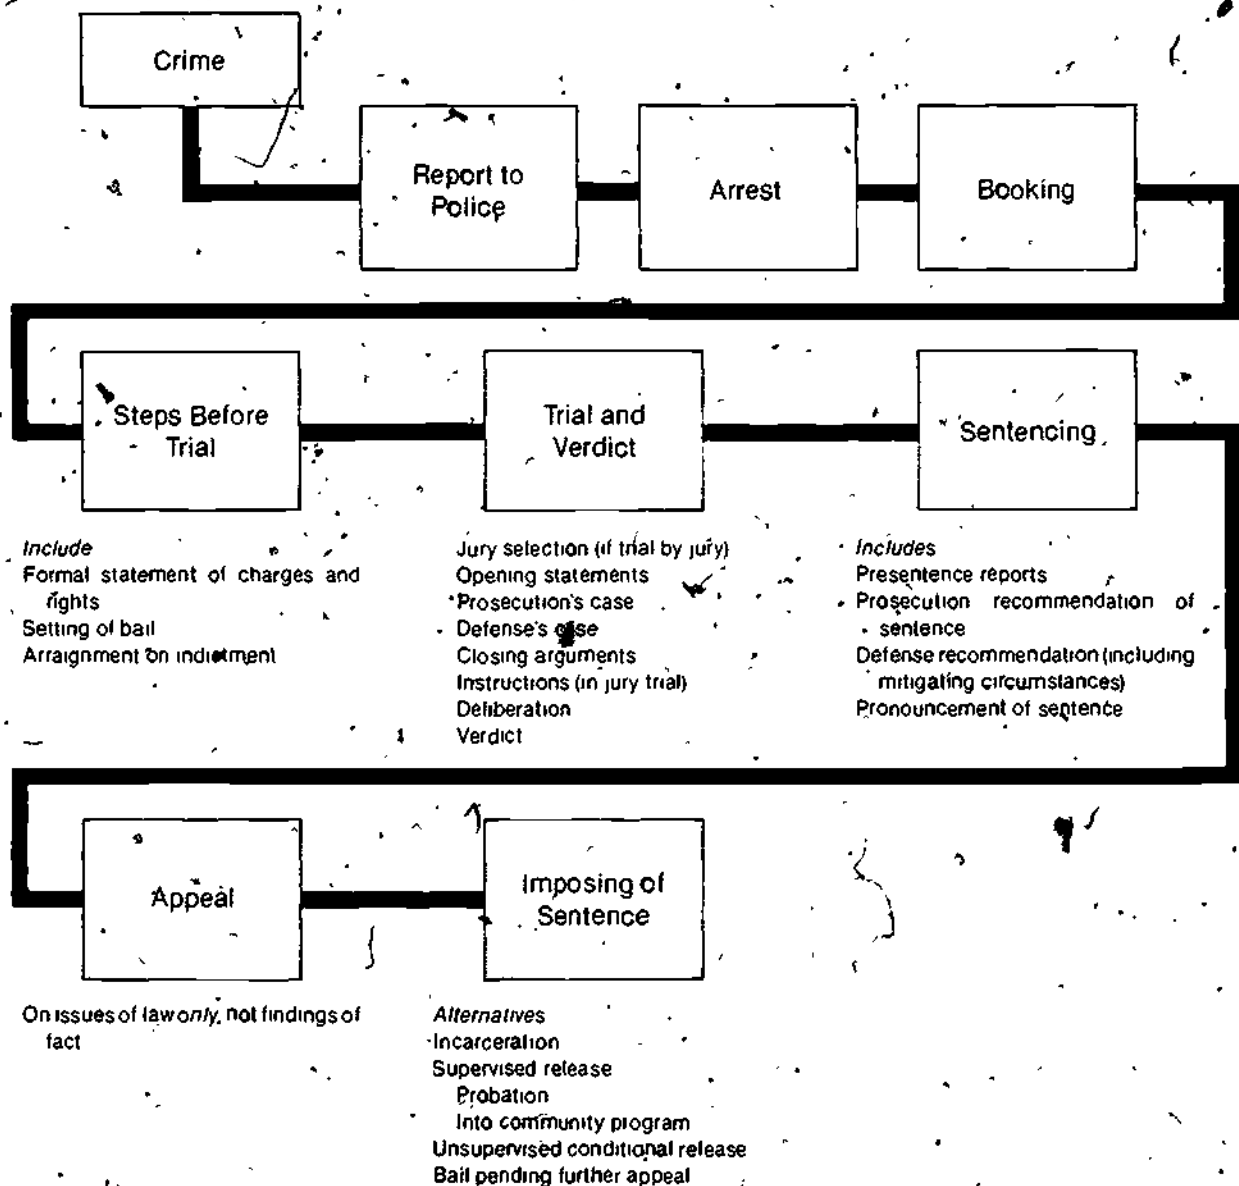 Crime
Report to
Police
Arrest
Booking
Steps Before
Trial
Trial and
Verdict
Sentencing
Include
Formal statement of charges and
rights
Setting of bail
Arraignment on indictment
Jury selection (if trial by jury)
Opening statements
Prosecution's case
Defense's case
Closing arguments
Instructions (in jury trial)
Deliberation
Verdict
Includes
Presentence reports
Prosecution recommendation of
sentence
Defense recommendation (including
mitigating circumstances)
Pronouncement of sentence
Appeal
Imposing of
Sentence
On issues of law only, not findings of
fact
Alternatives
Incarceration
Supervised release
Probation
Into community program
Unsupervised conditional release
Bail pending further appeal